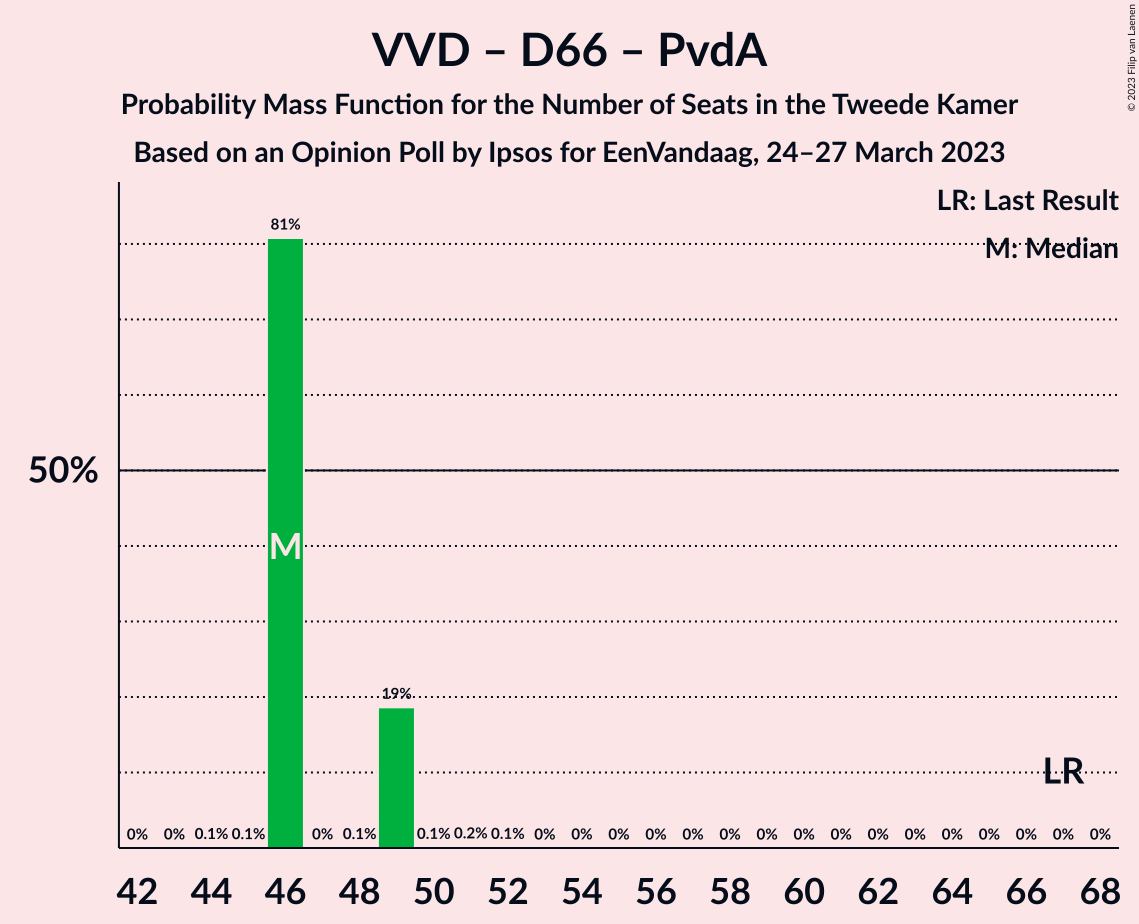 VVD – D66 – PvdA
Probability Mass Function for the Number of Seats in the Tweede Kamer
Based on an Opinion Poll by Ipsos for EenVandaag, 24–27 March 2023
© 2023 Filip van Laenen
LR: Last Result
M: Median
81%
50%
M
19%
LR
0% 0% 0.1% 0.1% 0% 0.1% 0.1% 0.2% 0.1% 0% 0% 0% 0% 0% 0% 0% 0% 0% 0% 0% 0% 0% 0% 0% 0%
42 44 46 48 50 52 54 56 58 60 62 64 66 68